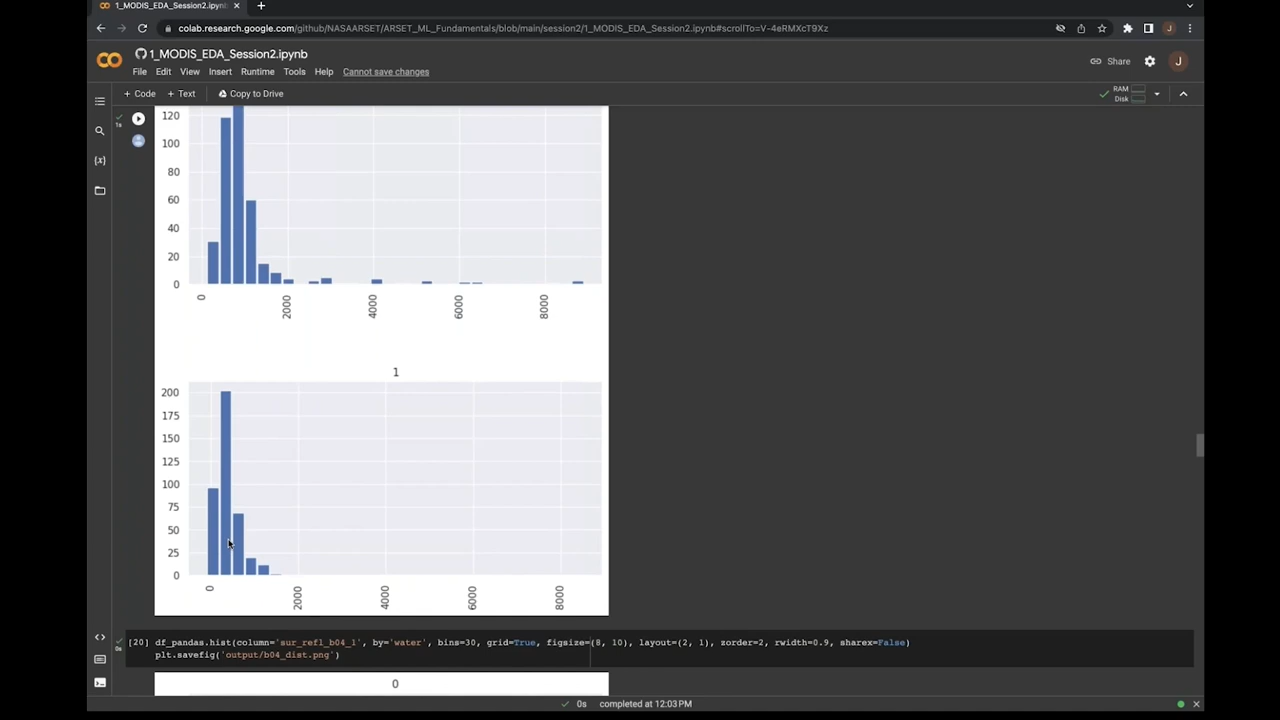 1_MODIS_EDA_Session2.ipynb
colab.research.google.com/github/NASAARSET/ARSET_ML_Fundamentals/blob/main/session2/1_MODIS_EDA_Session2.ipynb#scrollTo=V-4eRMXcT9Xz
J
1_MODIS_EDA_Session2.ipynb
Share
J
File Edit View Insert Runtime Tools Help Cannot save changes
+ Code + Text Copy to Drive
RAM
Disk
1s
{x}
120
100
80
60
40
20
0
0 2000 4000 6000 8000
1
200
175
150
125
100
75
50
25
0
0 2000 4000 6000 8000
0s
[20] df_pandas.hist(column='sur_refl_b04_1', by='water', bins=30, grid=True, figsize=(8, 10), layout=(2, 1), zorder=2, rwidth=0.9, sharex=False)
plt.savefig('output/b04_dist.png')
0
0s completed at 12:03 PM